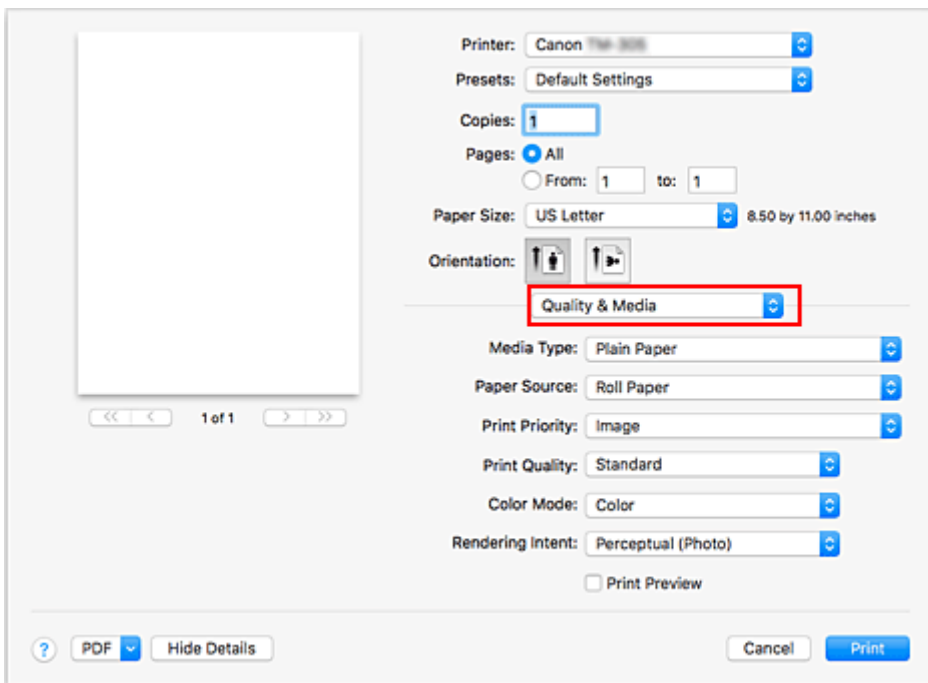 Printer: Canon
Presets: Default Settings
Copies: 1
Pages: All
From: 1 to: 1
Paper Size: US Letter 8.50 by 11.00 inches
Orientation:
Quality & Media
Media Type: Plain Paper
Paper Source: Roll Paper
1 of 1
Print Priority: Image
Print Quality: Standard
Color Mode: Color
Rendering Intent: Perceptual (Photo)
Print Preview
? PDF Hide Details Cancel Print